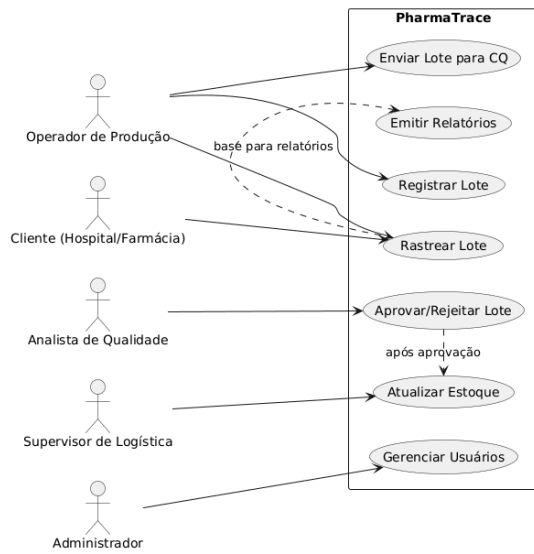 PharmaTrace
Enviar Lote para CQ
Emitir Relatórios
Operador de Produção
base para relatórios
Registrar Lote
Cliente (Hospital/Farmácia)
Rastrear Lote
Analista de Qualidade
Aprovar/Rejeitar Lote
após aprovação
Supervisor de Logística
Atualizar Estoque
Gerenciar Usuários
Administrador